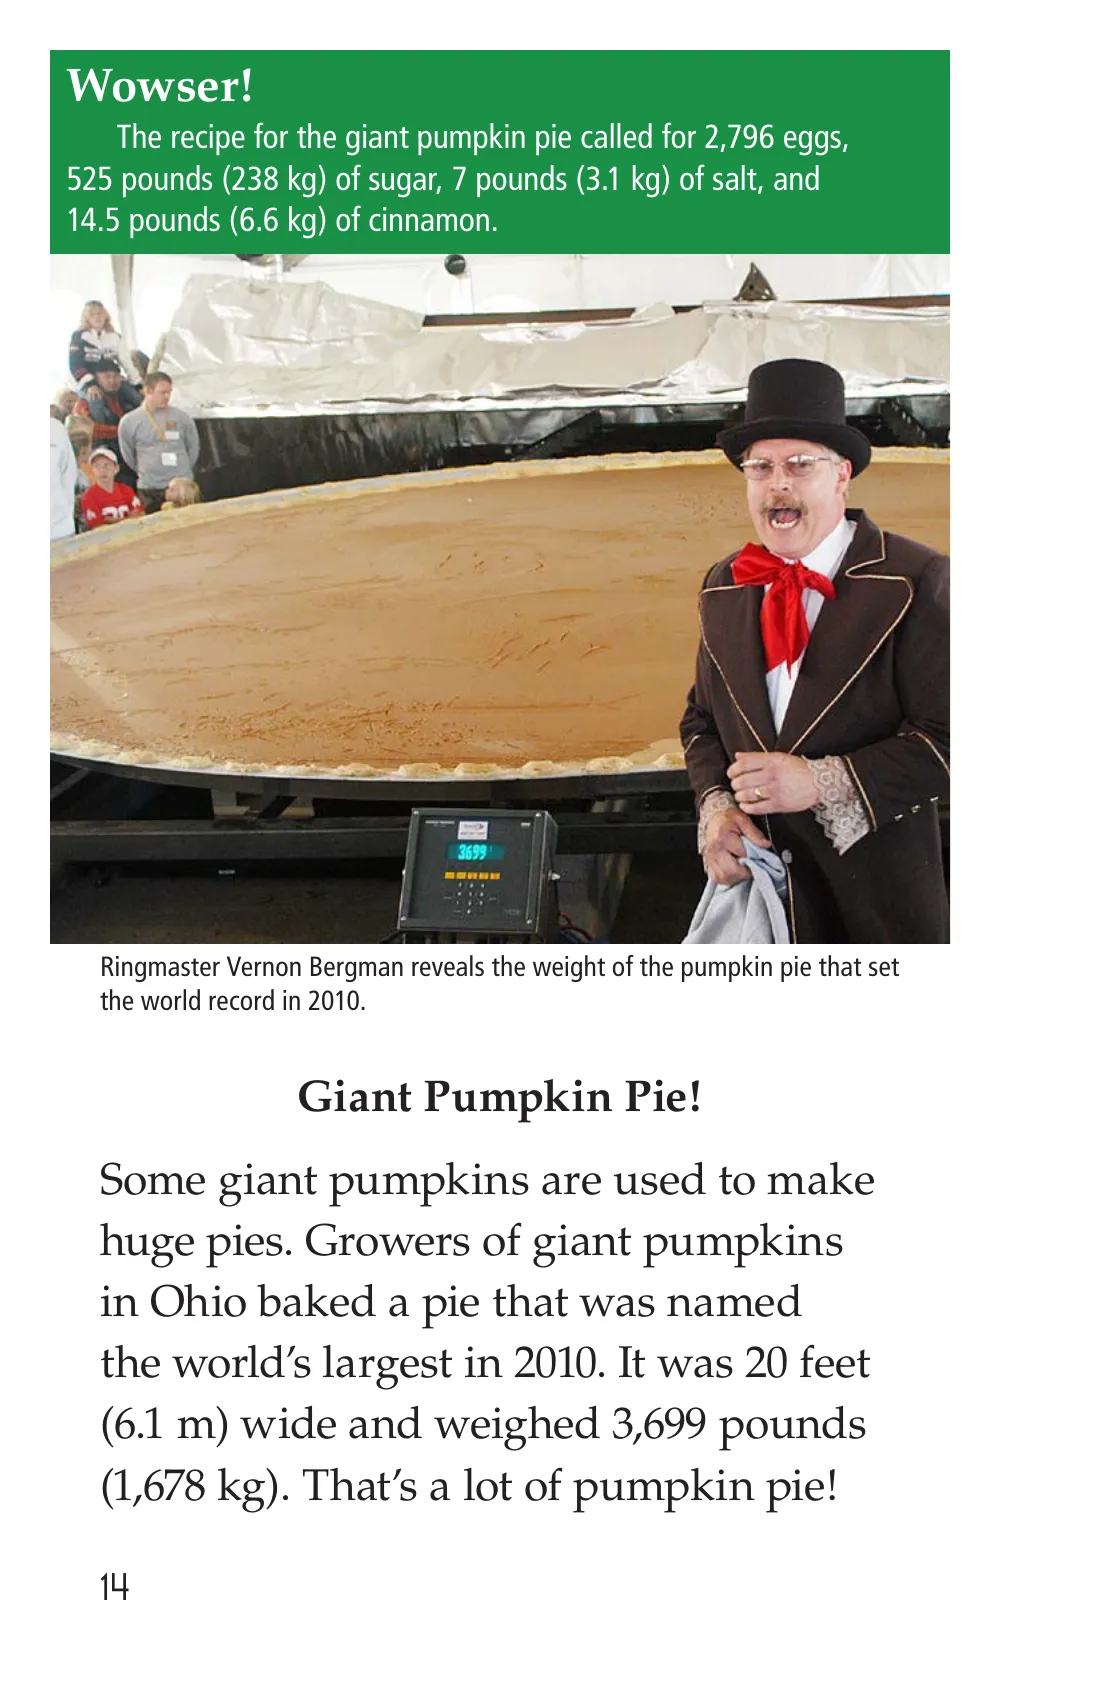 Wowser!
The recipe for the giant pumpkin pie called for 2,796 eggs,
525 pounds (238 kg) of sugar, 7 pounds (3.1 kg) of salt, and
14.5 pounds (6.6 kg) of cinnamon.
3699
Ringmaster Vernon Bergman reveals the weight of the pumpkin pie that set
the world record in 2010.
Giant Pumpkin Pie!
Some giant pumpkins are used to make
huge pies. Growers of giant pumpkins
in Ohio baked a pie that was named
the world’s largest in 2010. It was 20 feet
(6.1 m) wide and weighed 3,699 pounds
(1,678 kg). That’s a lot of pumpkin pie!
14